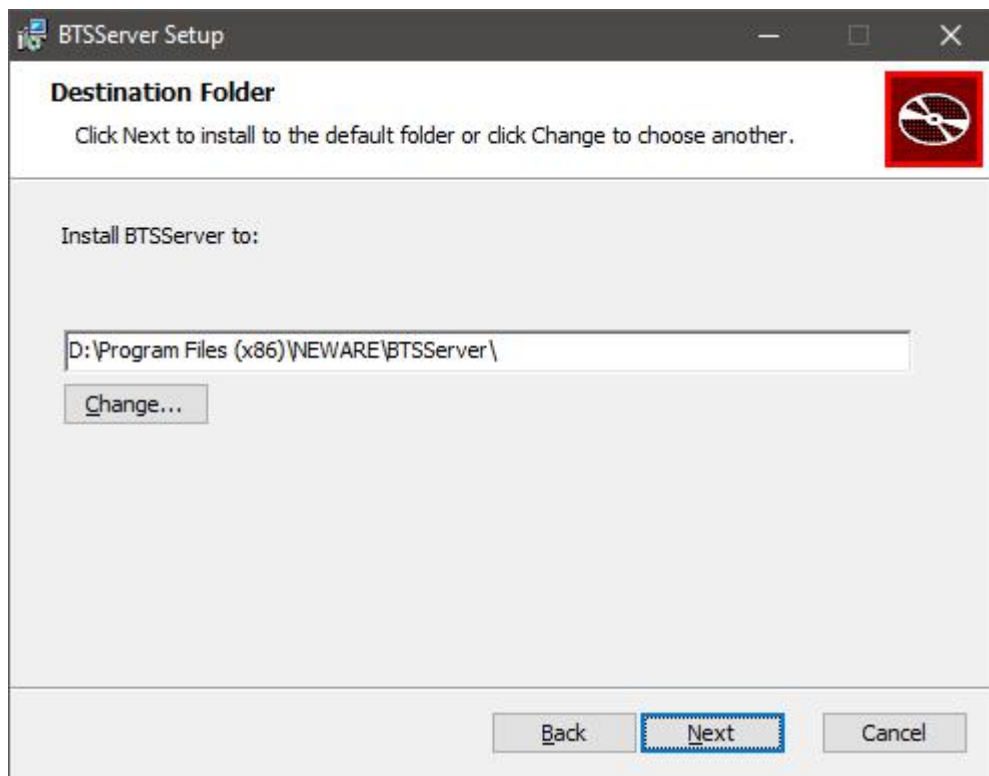 BTSServer Setup
Destination Folder
Click Next to install to the default folder or click Change to choose another.
Install BTSServer to:
D:\Program Files (x86)\NEWARE\BTSServer\
Change...
Back
Next
Cancel